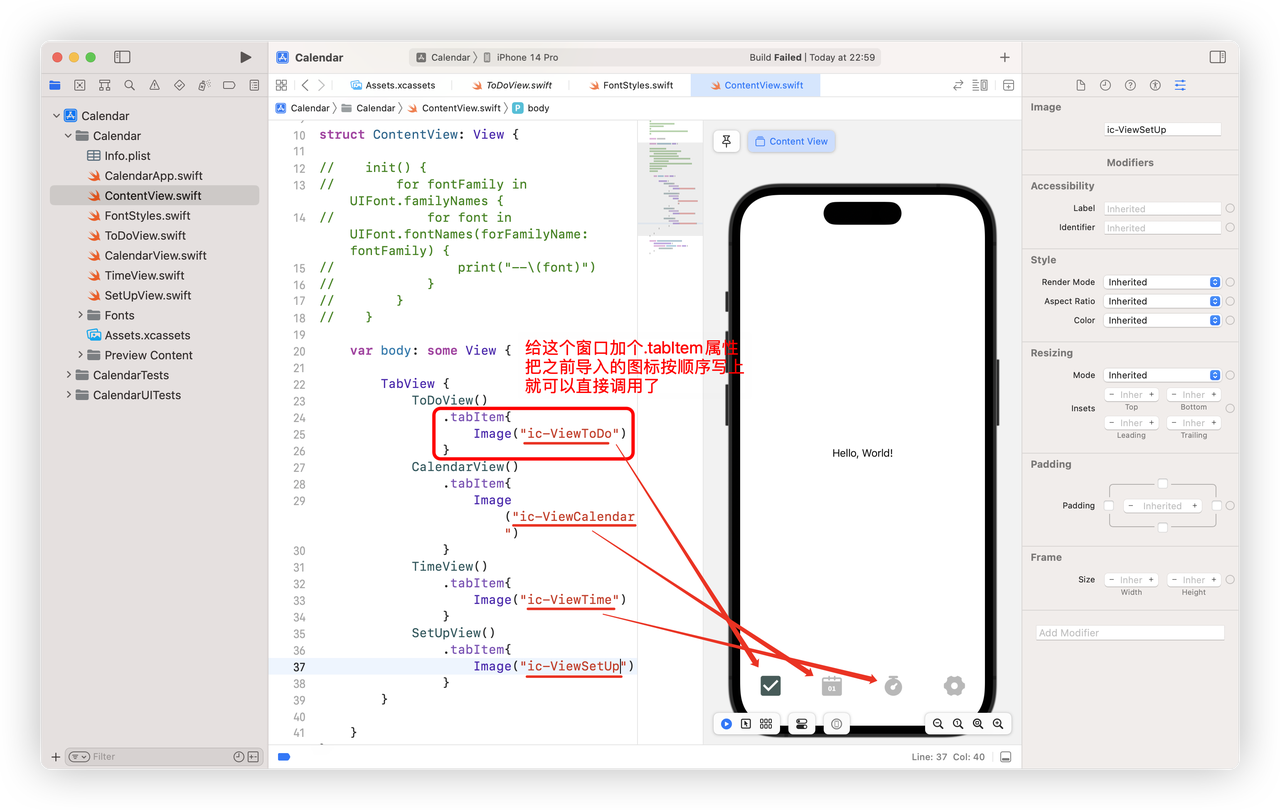 Calendar
Calendar
iPhone 14 Pro
Build Failed | Today at 22:59
Assets.xcassets
ToDoView.swift
FontStyles.swift
ContentView.swift
Calendar
Calendar
ContentView.swift
P
body
Calendar
Calendar
Info.plist
CalendarApp.swift
ContentView.swift
FontStyles.swift
ToDoView.swift
CalendarView.swift
TimeView.swift
SetUpView.swift
Fonts
Assets.xcassets
Preview Content
CalendarTests
CalendarUITests
Filter
10 struct ContentView: View {
11
12 // init() {
13 // for fontFamily in
UIFont.familyNames {
14 // for font in
UIFont.fontNames(forFamilyName:
fontFamily) {
15 // print("--\(font)")
16 // }
17 // }
18 // }
19
20 var body: some View {
21
22 TabView {
23 ToDoView()
24 .tabItem{
25 Image("ic-ViewToDo")
26 }
27 CalendarView()
28 .tabItem{
29 Image
("ic-ViewCalendar
")
30 }
31 TimeView()
32 .tabItem{
33 Image("ic-ViewTime")
34 }
35 SetUpView()
36 .tabItem{
37 Image("ic-ViewSetUp")
38 }
39 }
40
41 }
给这个窗口加个.tabItem属性
把之前导入的图标按顺序写上
就可以直接调用了
Content View
Hello, World!
01
Line: 37 Col: 40
Image
ic-ViewSetUp
Modifiers
Accessibility
Label Inherited
Identifier Inherited
Style
Render Mode Inherited
Aspect Ratio Inherited
Color Inherited
Resizing
Mode Inherited
Insets
− Inher +
− Inher +
Top
Bottom
− Inher +
− Inher +
Leading
Trailing
Padding
Padding
− Inherited +
Frame
Size
− Inher +
− Inher +
Width
Height
Add Modifier